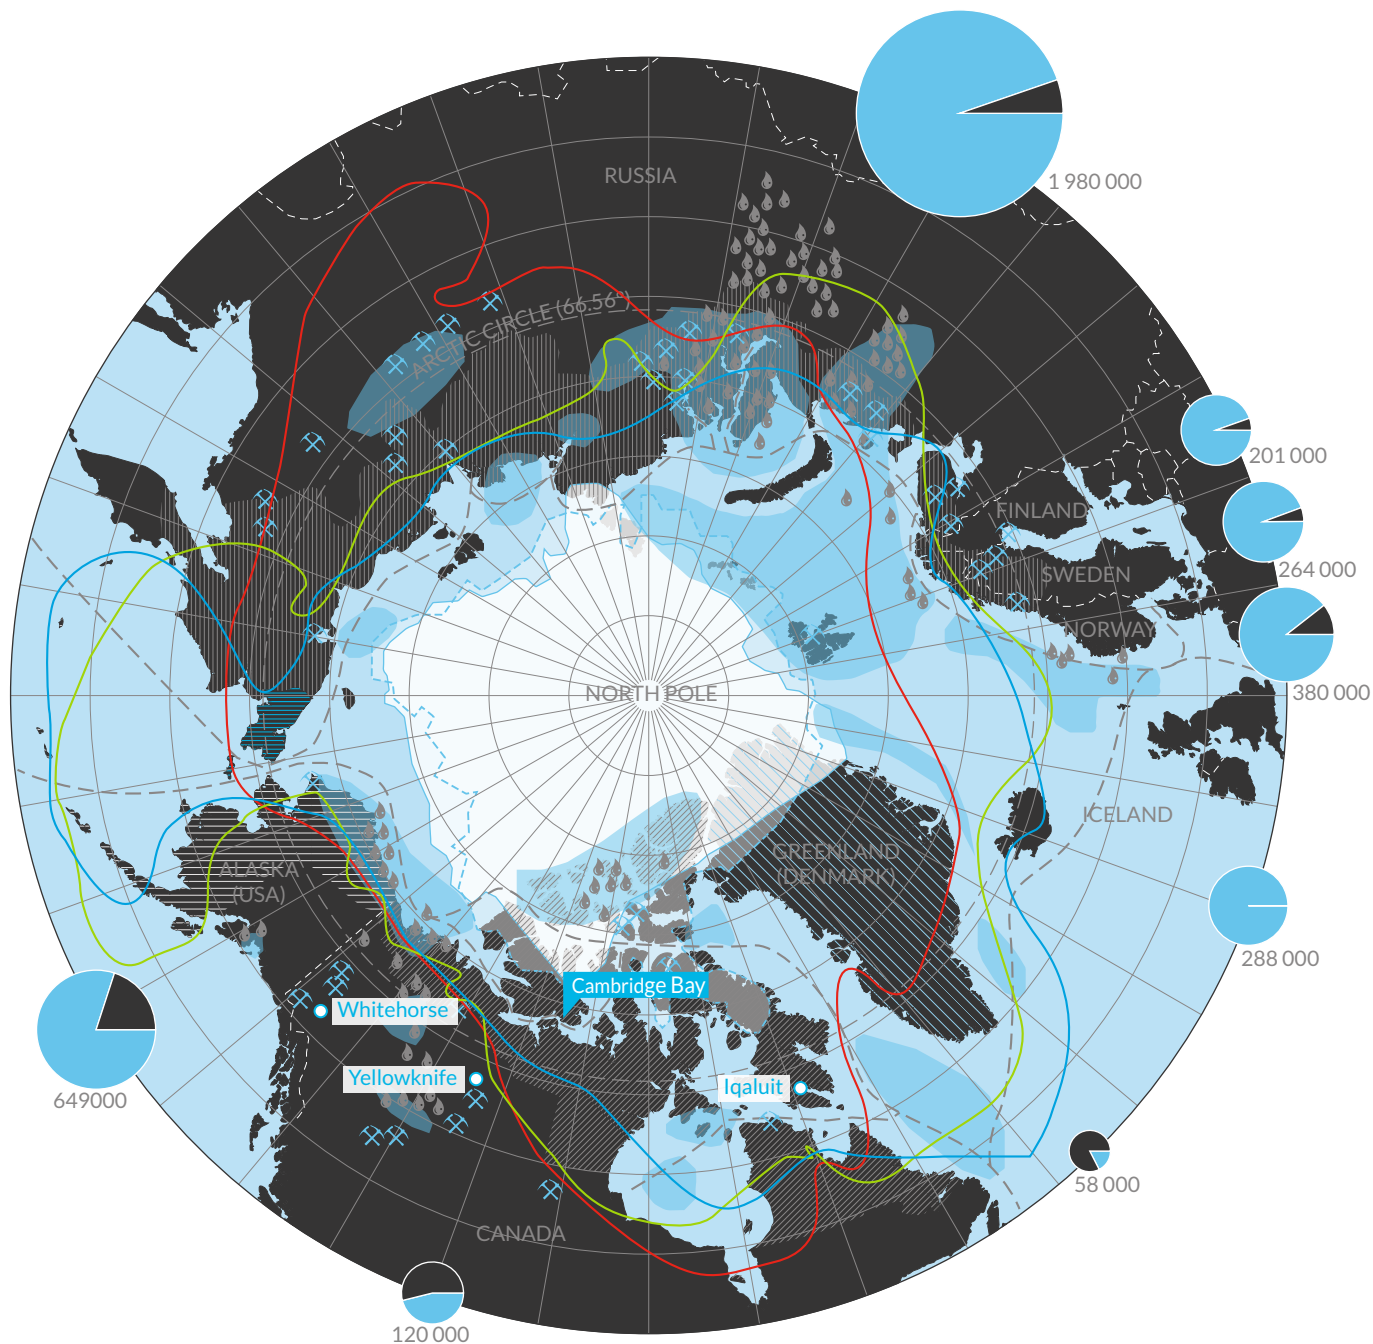 RUSSIA
1 980 000
ARCTIC CIRCLE (66.56°)
201 000
FINLAND
264 000
SWEDEN
NORWAY
380 000
NORTH POLE
ICELAND
GREENLAND
(DENMARK)
ALASKA
(USA)
288 000
Cambridge Bay
Whitehorse
Yellowknife
Iqaluit
649000
58 000
CANADA
120 000